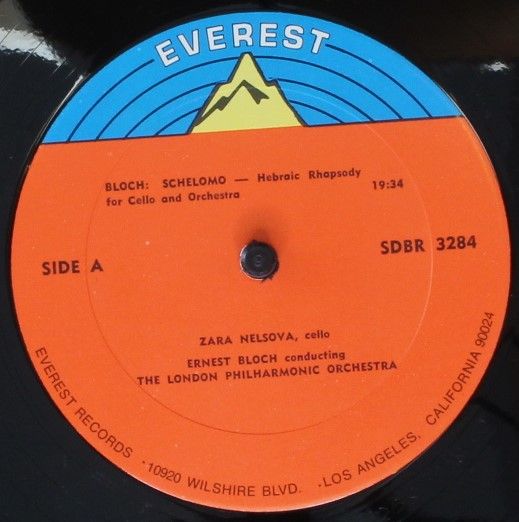 EVEREST
BLOCH: SCHELOMO — Hebraic Rhapsody
for Cello and Orchestra
19:34
SIDE A
SDBR 3284
ZARA NELSOVA, cello
ERNEST BLOCH conducting
THE LONDON PHILHARMONIC ORCHESTRA
EVEREST RECORDS · 10920 WILSHIRE BLVD. · LOS ANGELES, CALIFORNIA 90024